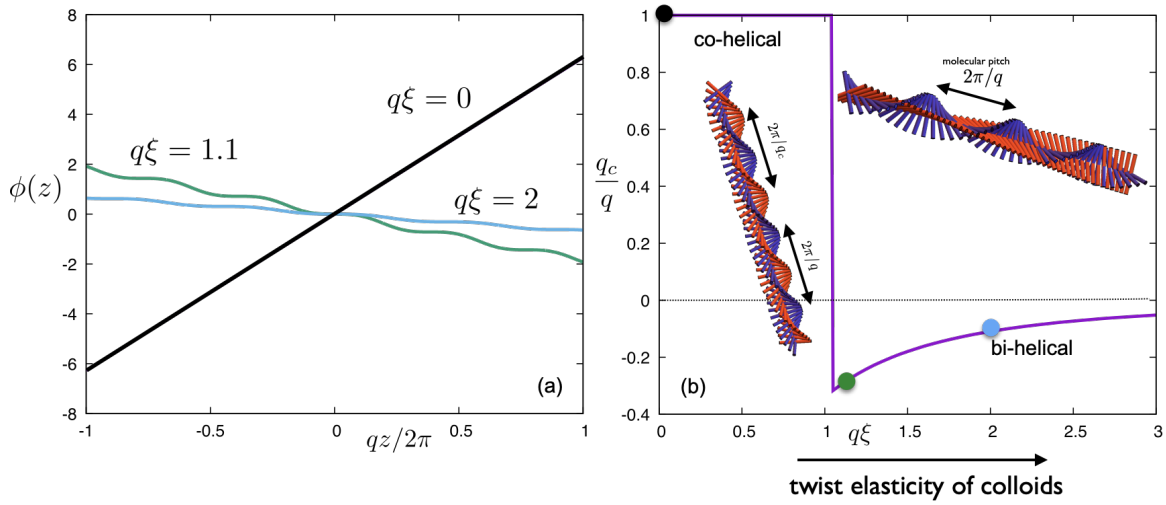 8
6
4
2
0
-2
-4
-6
-8
ϕ(z)
qξ = 0
qξ = 1.1
qξ = 2
(a)
-1
-0.5
0
0.5
1
qz/2π
1
0.8
0.6
0.4
0.2
0
-0.2
-0.4
q_c/q
co-helical
molecular pitch
2π/q
2π/q_c
2π/q
bi-helical
(b)
0
0.5
1
qξ
1.5
2
2.5
3
twist elasticity of colloids